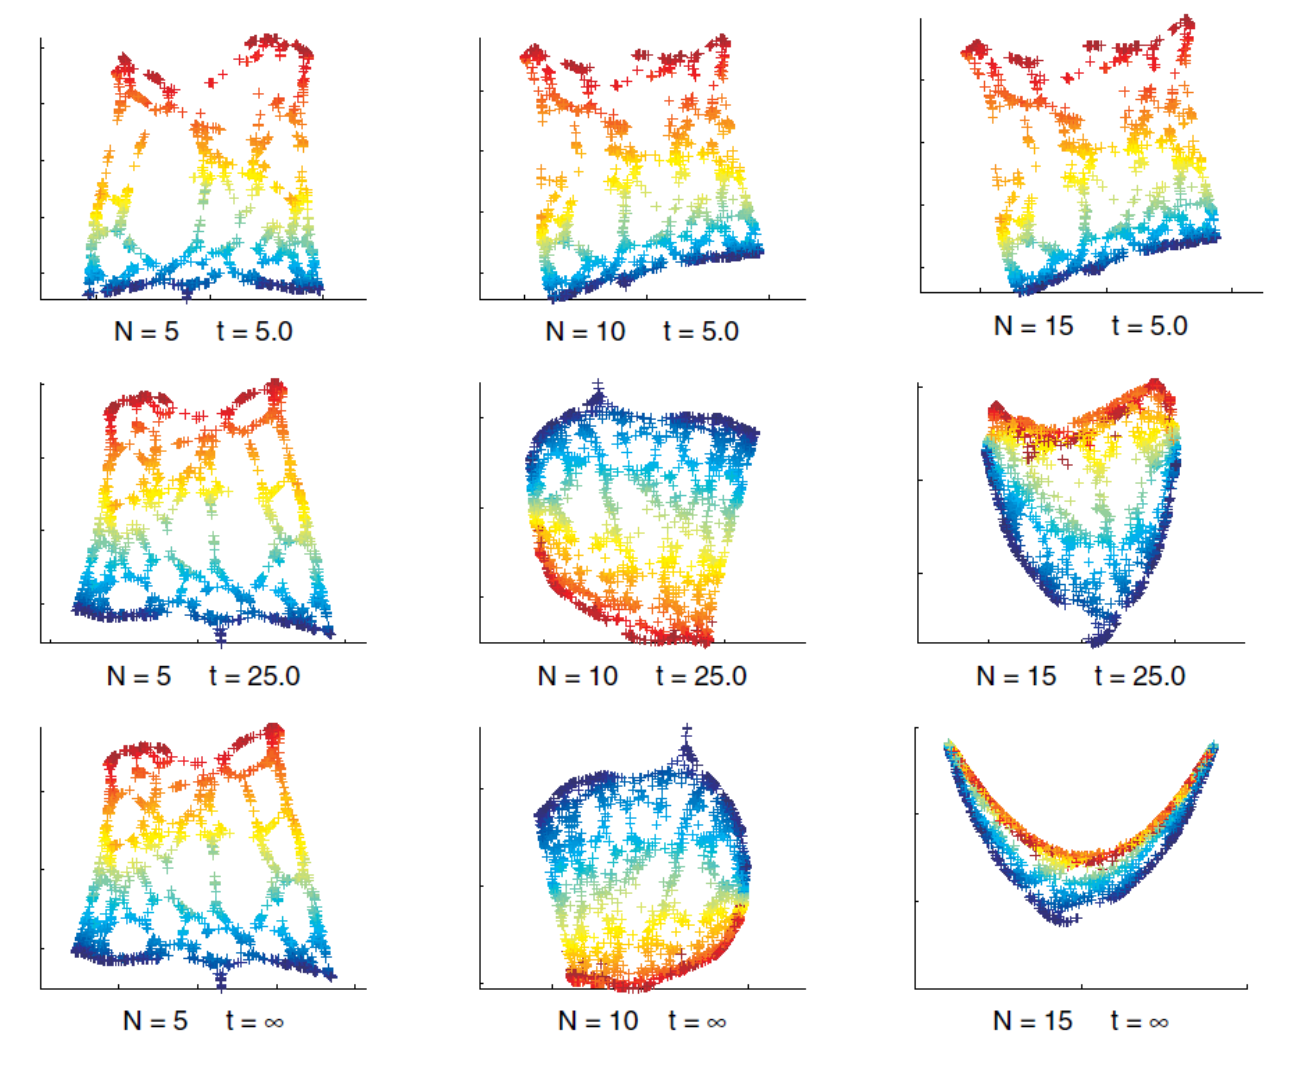 N = 5 t = 5.0
N = 10 t = 5.0
N = 15 t = 5.0
N = 5 t = 25.0
N = 10 t = 25.0
N = 15 t = 25.0
N = 5 t = ∞
N = 10 t = ∞
N = 15 t = ∞